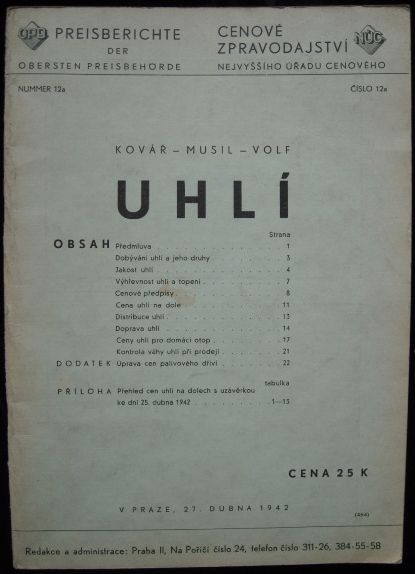 OPB PREISBERICHTE
DER
OBERSTEN PREISBEHÖRDE
CENOVÉ
ZPRAVODAJSTVÍ NÚC
NEJVYŠŠÍHO ÚŘADU CENOVÉHO
NUMMER 12a
ČÍSLO 12a
KOVÁŘ – MUSIL – VOLF
UHLÍ
Strana
OBSAH Předmluva . . . . . . . . . . 1
Dobývání uhlí a jeho druhy . . . . . . . . . . 3
Jakost uhlí . . . . . . . . . . 4
Výhřevnost uhlí a topení . . . . . . . . . . 7
Cenové předpisy . . . . . . . . . . 8
Cena uhlí na dole . . . . . . . . . . 11
Distribuce uhlí . . . . . . . . . . 13
Doprava uhlí . . . . . . . . . . 14
Ceny uhlí pro domácí otop . . . . . . . . . . 17
Kontrola váhy uhlí při prodeji . . . . . . . . . . 21
DODATEK Úprava cen palivového dříví . . . . . . . . . . 22
tabulka
PŘÍLOHA Přehled cen uhlí na dolech s uzávěrkou
ke dni 25. dubna 1942 . . . . . . . . . . 1—15
CENA 25 K
V PRAZE, 27. DUBNA 1942
(464)
Redakce a administrace: Praha II, Na Poříčí číslo 24, telefon číslo 311-26, 384-55-58